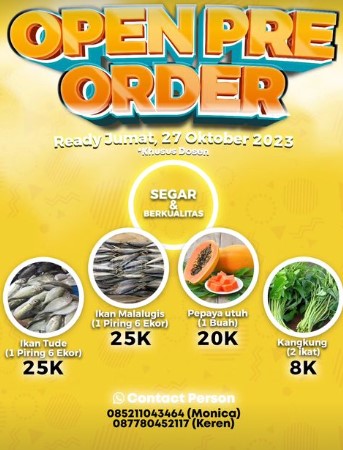 OPEN PRE
ORDER
Ready Jumat, 27 Oktober 2023
*Khusus Dosen
SEGAR
&
BERKUALITAS
Ikan Tude
(1 Piring 6 Ekor)
25K
Ikan Malalugis
(1 Piring 6 Ekor)
25K
Pepaya utuh
(1 Buah)
20K
Kangkung
(2 ikat)
8K
Contact Person
085211043464 (Monica)
087780452117 (Keren)